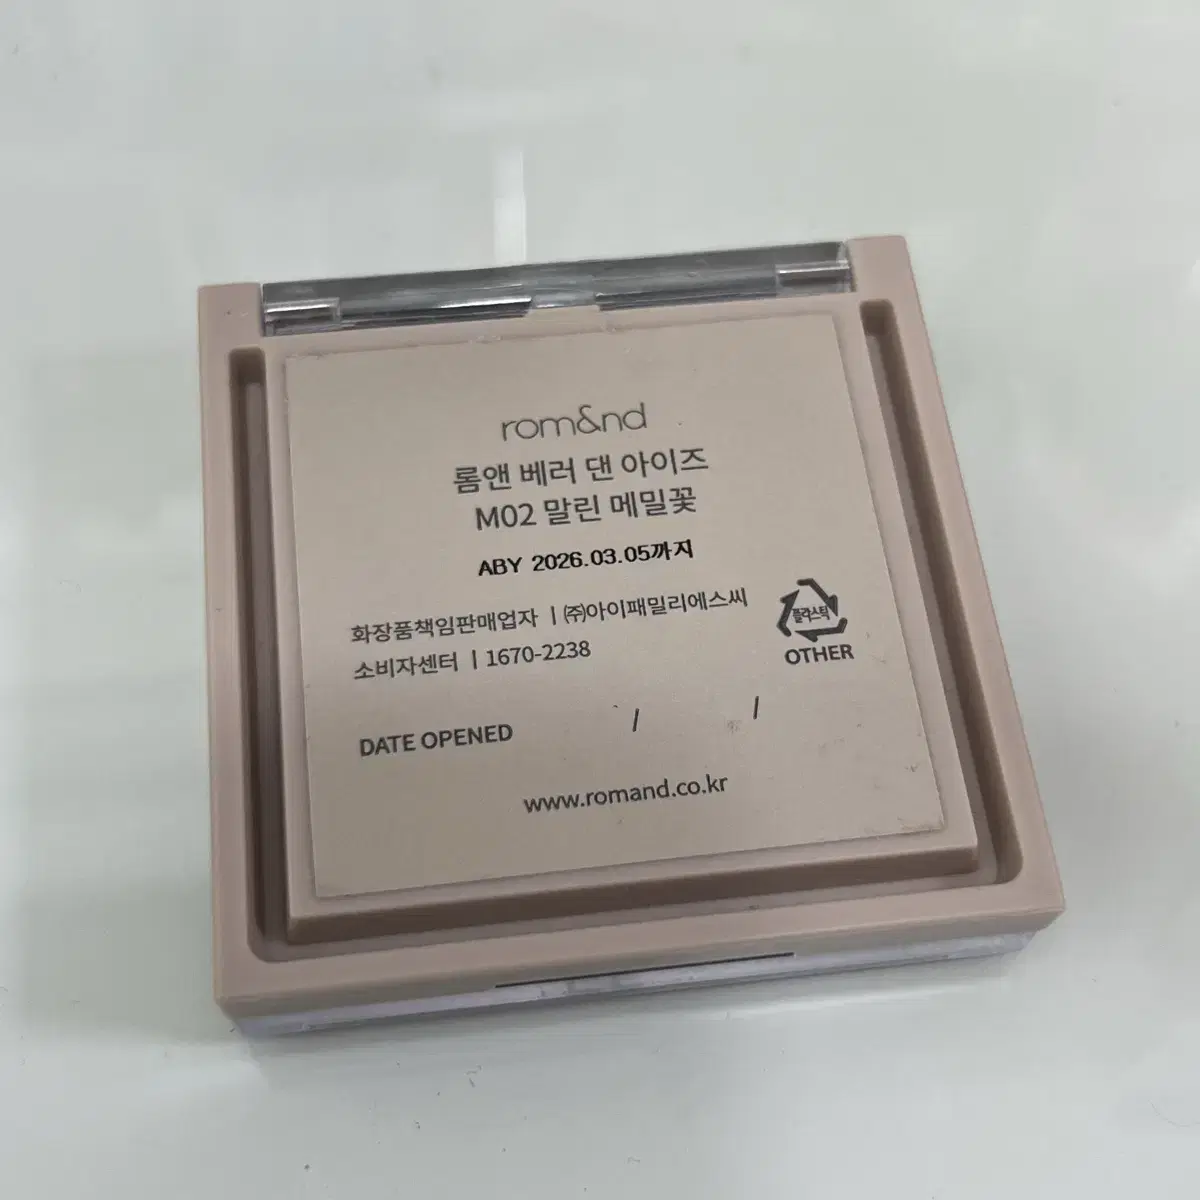 rom&nd
롬앤 베러 댄 아이즈
M02 말린 메밀꽃
ABY 2026.03.05까지
화장품책임판매업자 ㅣ㈜아이패밀리에스씨
소비자센터 ㅣ1670-2238
플라스틱
OTHER
DATE OPENED / /
www.romand.co.kr